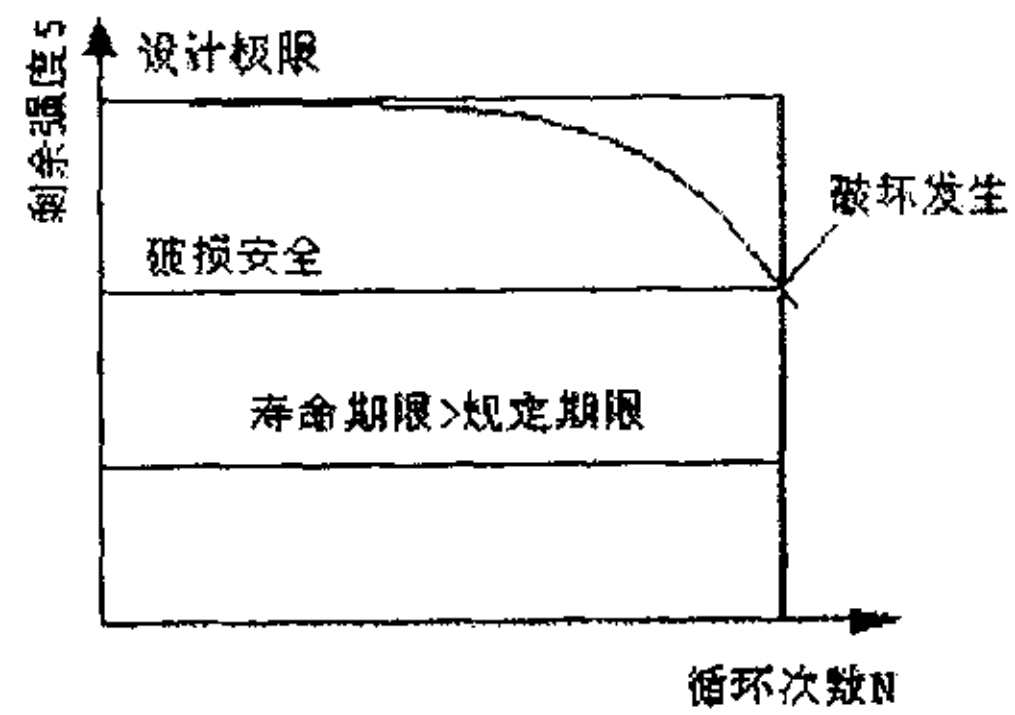 剩余强度S
设计极限
破坏发生
破损安全
寿命期限>规定期限
循环次数N